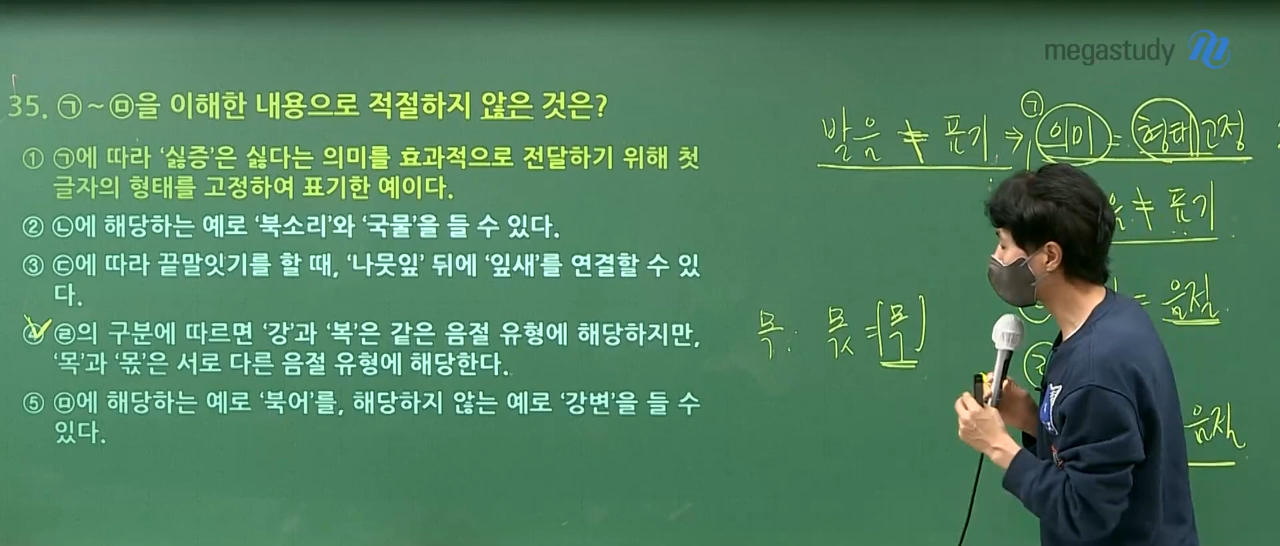 megastudy
35. ㉠~㉤을 이해한 내용으로 적절하지 않은 것은?
① ㉠에 따라 ‘싫증’은 싫다는 의미를 효과적으로 전달하기 위해 첫
글자의 형태를 고정하여 표기한 예이다.
② ㉡에 해당하는 예로 ‘북소리’와 ‘국물’을 들 수 있다.
③ ㉢에 따라 끝말잇기를 할 때, ‘나뭇잎’ 뒤에 ‘잎새’를 연결할 수 있
다.
④ ㉣의 구분에 따르면 ‘강’과 ‘복’은 같은 음절 유형에 해당하지만,
‘목’과 ‘몫’은 서로 다른 음절 유형에 해당한다.
⑤ ㉤에 해당하는 예로 ‘북어’를, 해당하지 않는 예로 ‘강변’을 들 수
있다.
㉠
발음 ≠ 표기 → 의미 = 형태고정
≠ 표기
= 음절
목: 몫 = [목]
음절